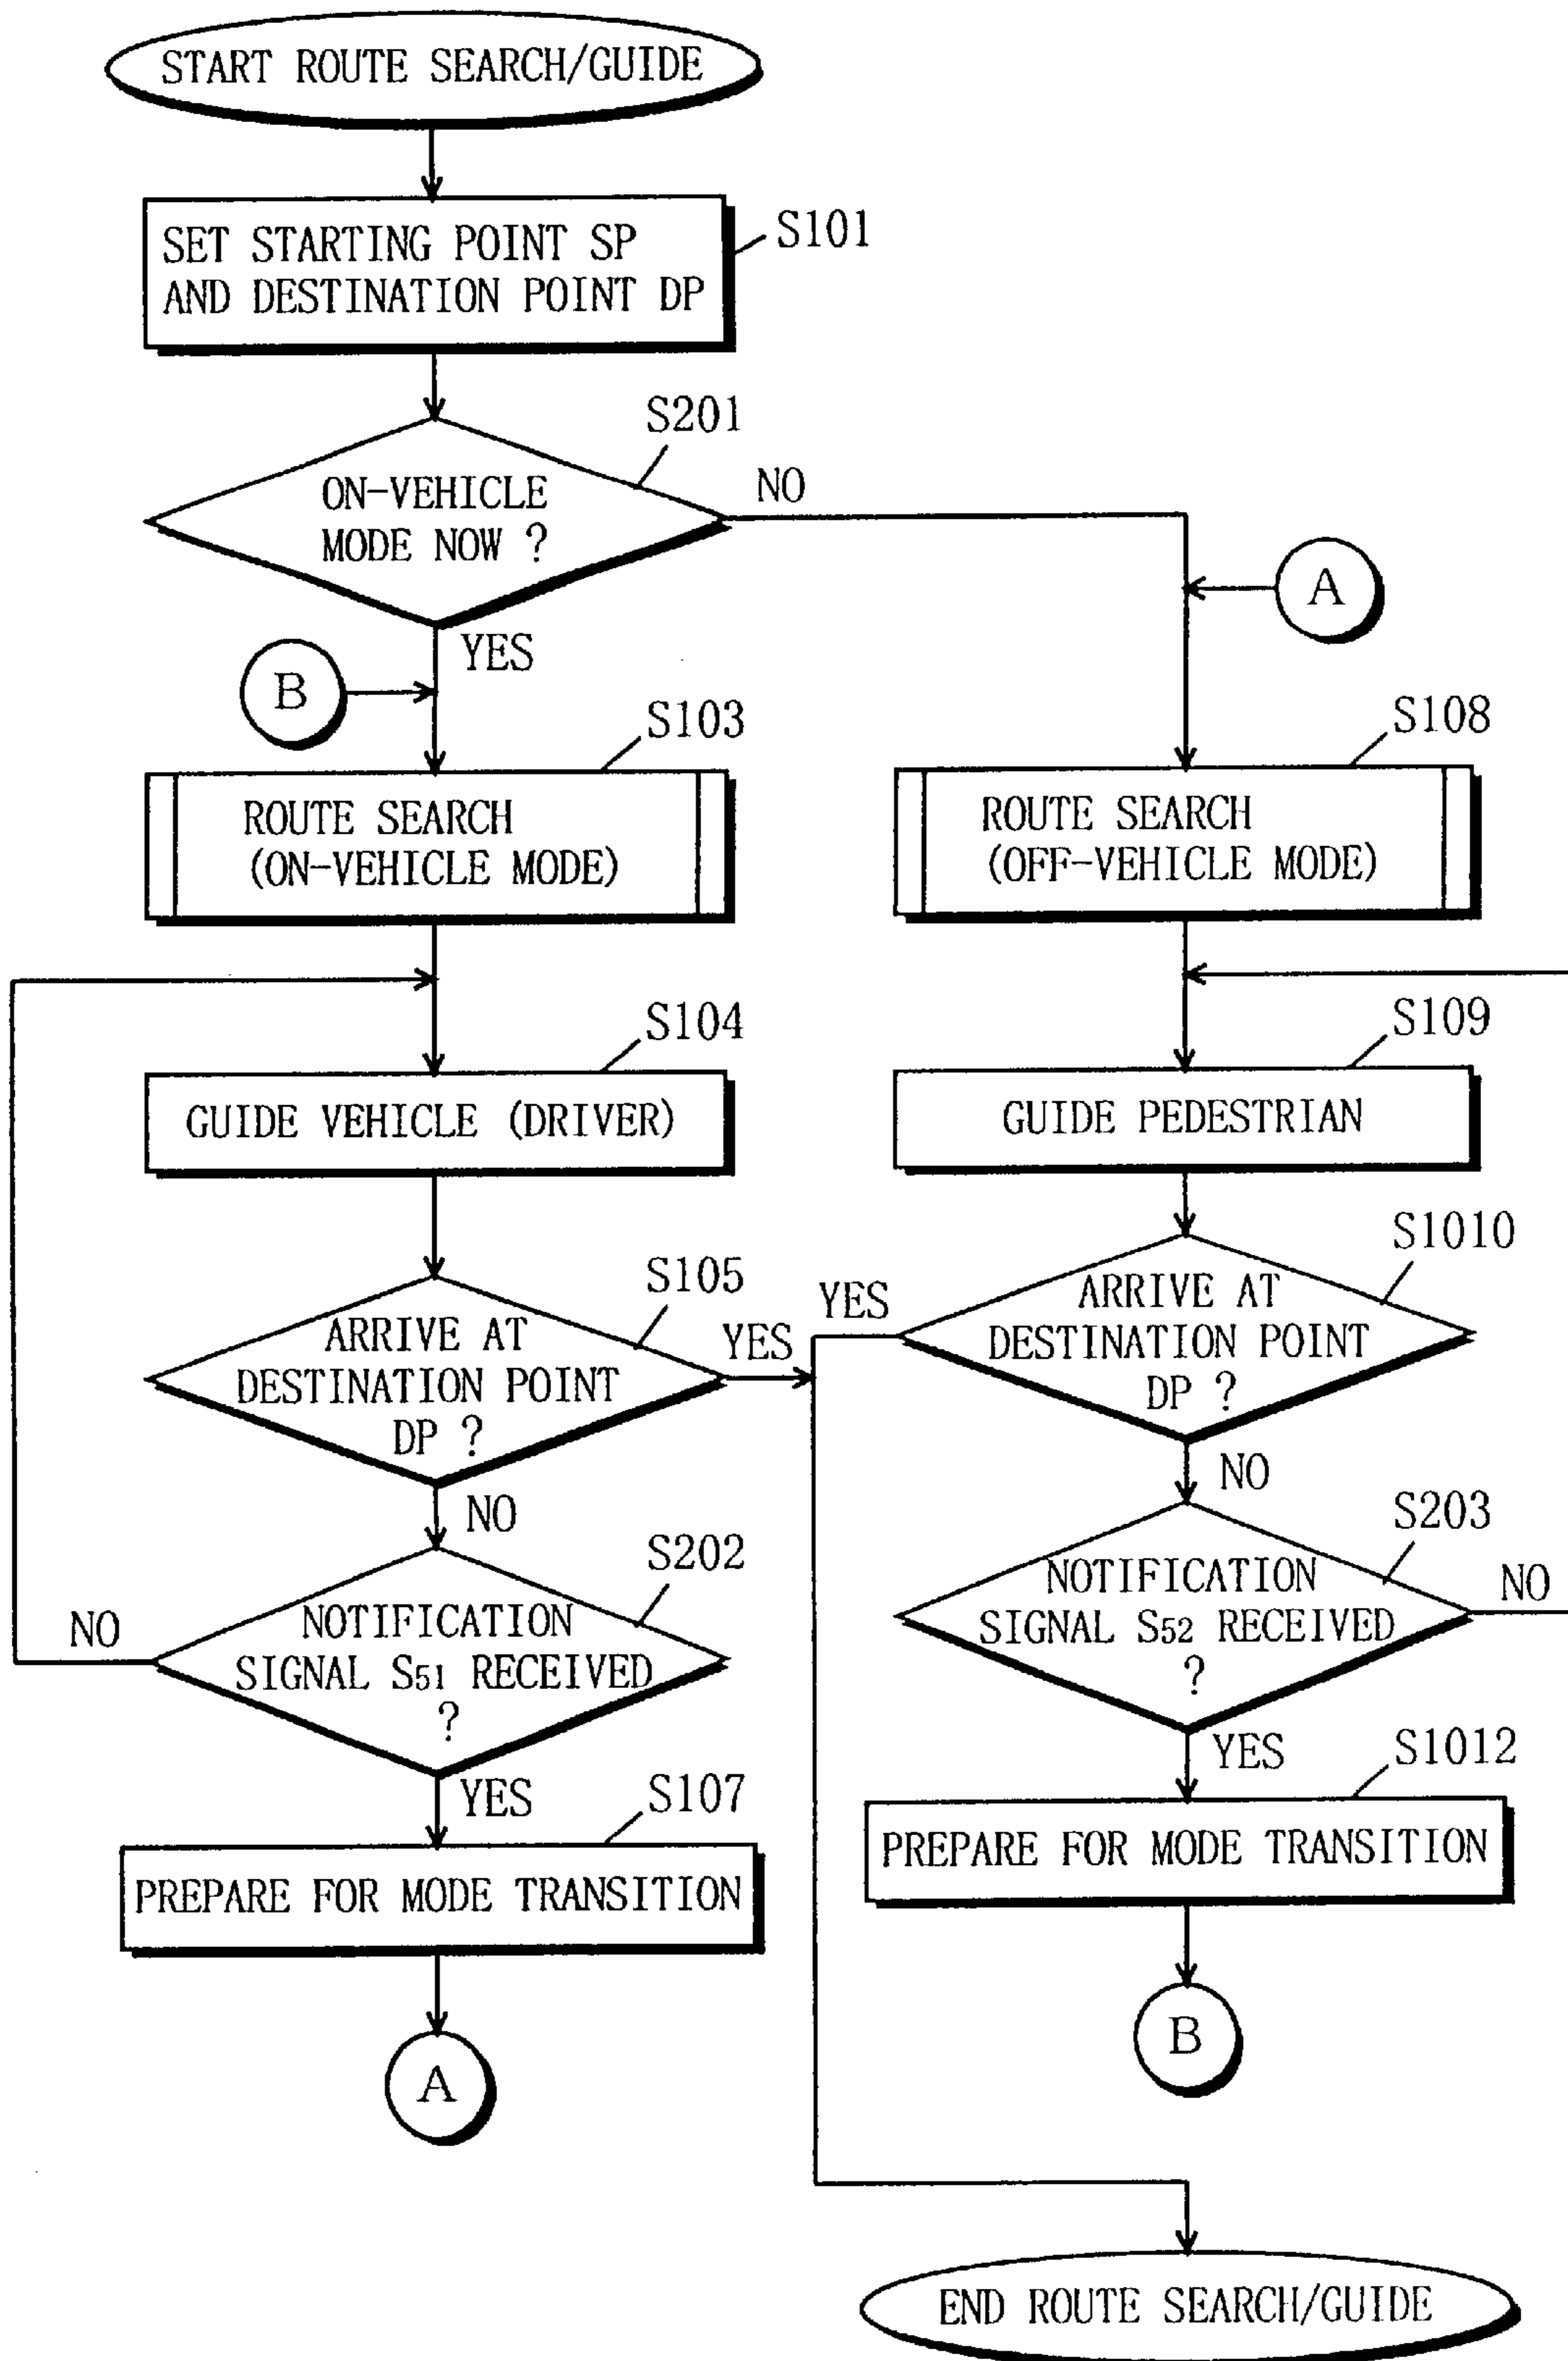 START ROUTE SEARCH/GUIDE
SET STARTING POINT SP
AND DESTINATION POINT DP
S101
S201
ON-VEHICLE
MODE NOW ?
NO
A
YES
B
S103
ROUTE SEARCH
(ON-VEHICLE MODE)
S108
ROUTE SEARCH
(OFF-VEHICLE MODE)
S104
GUIDE VEHICLE (DRIVER)
S109
GUIDE PEDESTRIAN
S105
ARRIVE AT
DESTINATION POINT
DP ?
YES
NO
S1010
YES
ARRIVE AT
DESTINATION POINT
DP ?
NO
S202
NOTIFICATION
SIGNAL S51 RECEIVED
?
NO
YES
S203
NOTIFICATION
SIGNAL S52 RECEIVED
?
NO
YES
S107
PREPARE FOR MODE TRANSITION
A
S1012
PREPARE FOR MODE TRANSITION
B
END ROUTE SEARCH/GUIDE